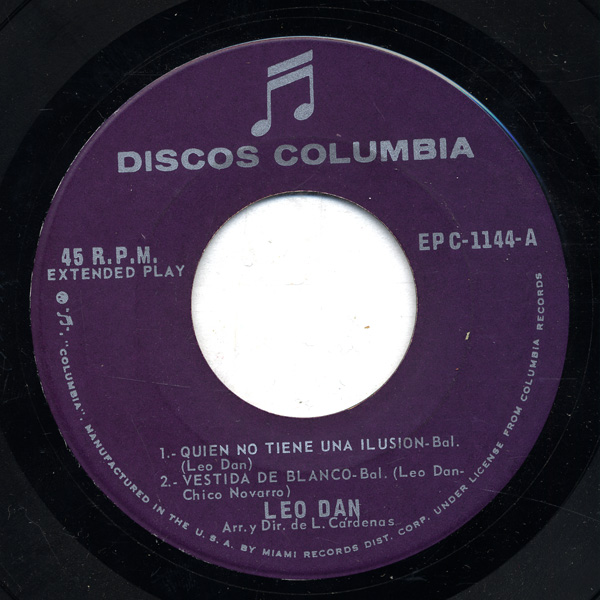 DISCOS COLUMBIA
45 R.P.M.
EXTENDED PLAY
EPC-1144-A
1.- QUIEN NO TIENE UNA ILUSION-Bal.
(Leo Dan)
2.- VESTIDA DE BLANCO-Bal. (Leo Dan-
Chico Novarro)
LEO DAN
Arr. y Dir. de L. Cárdenas
"COLUMBIA". MANUFACTURED IN THE U.S.A. BY MIAMI RECORDS DIST. CORP. UNDER LICENSE FROM COLUMBIA RECORDS